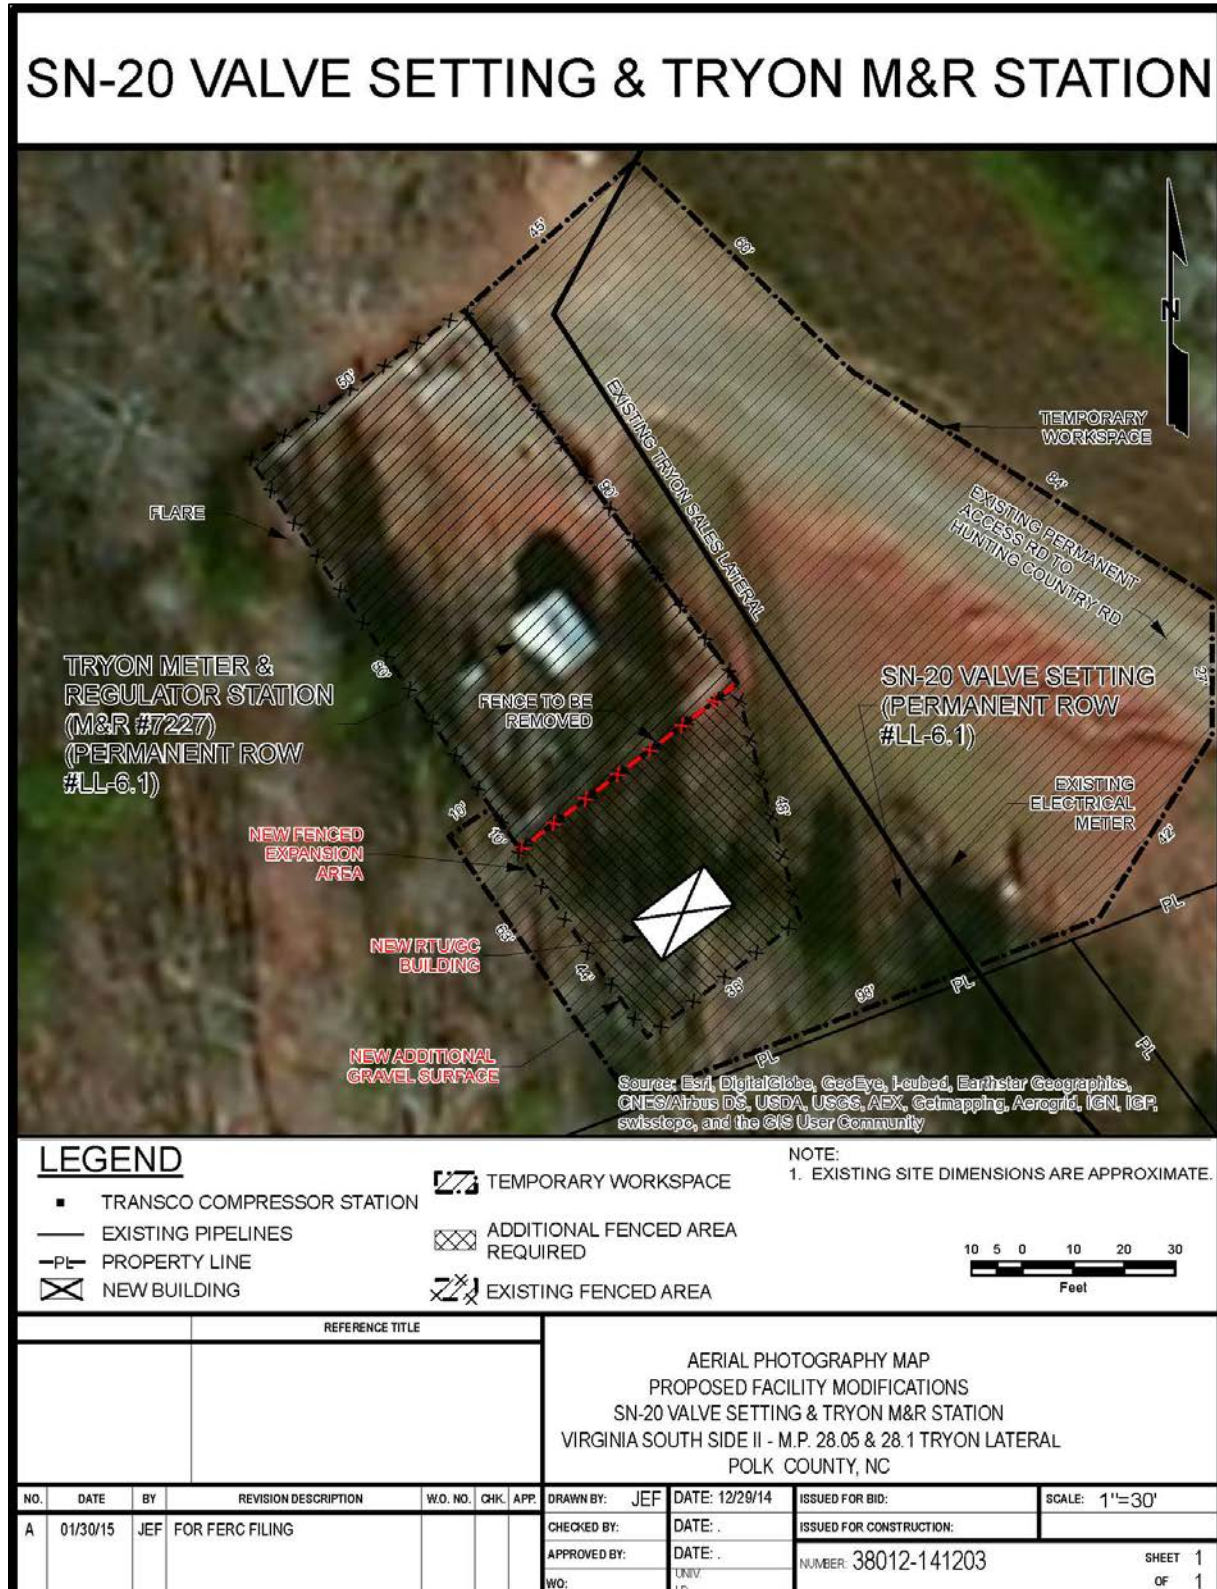 SN-20 VALVE SETTING & TRYON M&R STATION
45'
60'
N
50'
EXISTING TRYON SALES LATERAL
TEMPORARY
WORKSPACE
84'
90'
EXISTING PERMANENT
ACCESS RD TO
HUNTING COUNTRY RD
FLARE
TRYON METER &
REGULATOR STATION
(M&R #7227)
(PERMANENT ROW
#LL-6.1)
FENCE TO BE
REMOVED
SN-20 VALVE SETTING
(PERMANENT ROW
#LL-6.1)
EXISTING
ELECTRICAL
METER
45'
42'
10'
10'
NEW FENCED
EXPANSION
AREA
PL
NEW RTU/GC
BUILDING
63'
44'
PL
PL
PL
NEW ADDITIONAL
GRAVEL SURFACE
Source: Esri, DigitalGlobe, GeoEye, i-cubed, Earthstar Geographics,
CNES/Airbus DS, USDA, USGS, AEX, Getmapping, Aerogrid, IGN, IGP,
swisstopo, and the GIS User Community
LEGEND
TRANSCO COMPRESSOR STATION
EXISTING PIPELINES
PL PROPERTY LINE
NEW BUILDING
TEMPORARY WORKSPACE
ADDITIONAL FENCED AREA
REQUIRED
EXISTING FENCED AREA
NOTE:
1. EXISTING SITE DIMENSIONS ARE APPROXIMATE.
10 5 0 10 20 30
Feet
REFERENCE TITLE
AERIAL PHOTOGRAPHY MAP
PROPOSED FACILITY MODIFICATIONS
SN-20 VALVE SETTING & TRYON M&R STATION
VIRGINIA SOUTH SIDE II - M.P. 28.05 & 28.1 TRYON LATERAL
POLK COUNTY, NC
NO. DATE BY REVISION DESCRIPTION W.O. NO. CHK. APP.
A 01/30/15 JEF FOR FERC FILING
DRAWN BY: JEF DATE: 12/29/14 ISSUED FOR BID: SCALE: 1"=30'
CHECKED BY: DATE: . ISSUED FOR CONSTRUCTION:
APPROVED BY: DATE: .
NUMBER: 38012-141203 SHEET 1
OF 1
WO: UNIV.